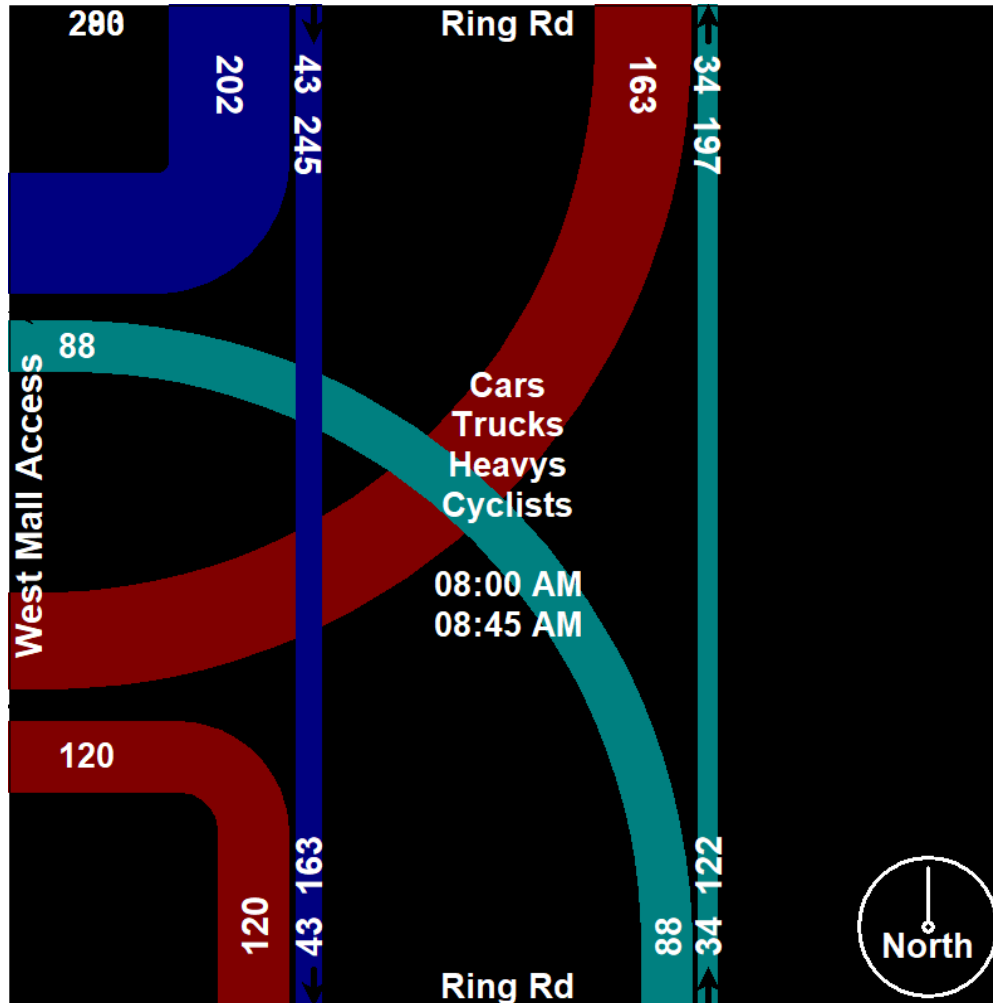 Ring Rd
202
43 245
163
34 197
88
West Mall Access
Cars
Trucks
Heavys
Cyclists
08:00 AM
08:45 AM
120
120
43 163
88
34 122
North
Ring Rd